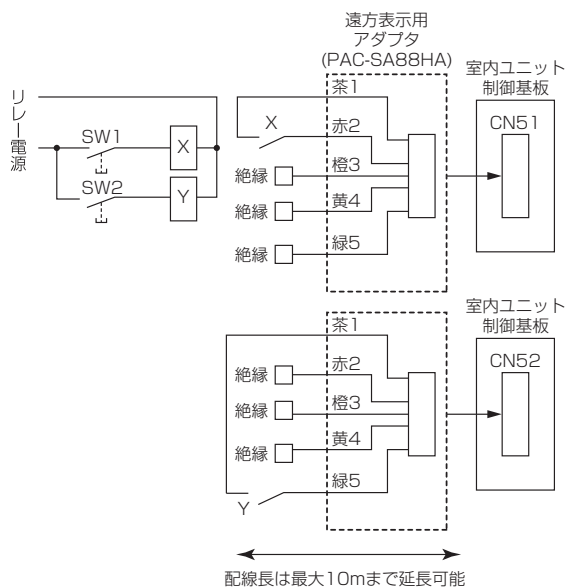 遠方表示用
アダプタ
(PAC-SA88HA)
室内ユニット
制御基板
リレー電源
SW1
X
SW2
Y
X
茶1
赤2
絶縁
橙3
絶縁
黄4
絶縁
緑5
CN51
室内ユニット
制御基板
茶1
絶縁
赤2
絶縁
橙3
絶縁
黄4
Y
緑5
CN52
配線長は最大10mまで延長可能